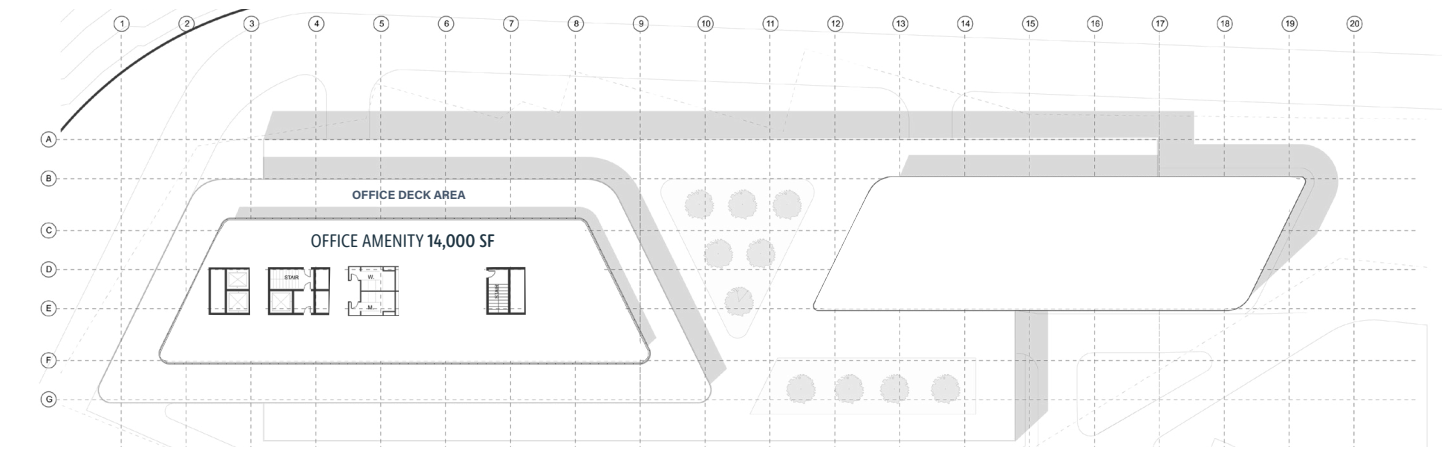 1 2 3 4 5 6 7 8 9 10 11 12 13 14 15 16 17 18 19 20
A
B
OFFICE DECK AREA
C
OFFICE AMENITY 14,000 SF
D
STAIR
W.
STAIR
E
M.
F
G